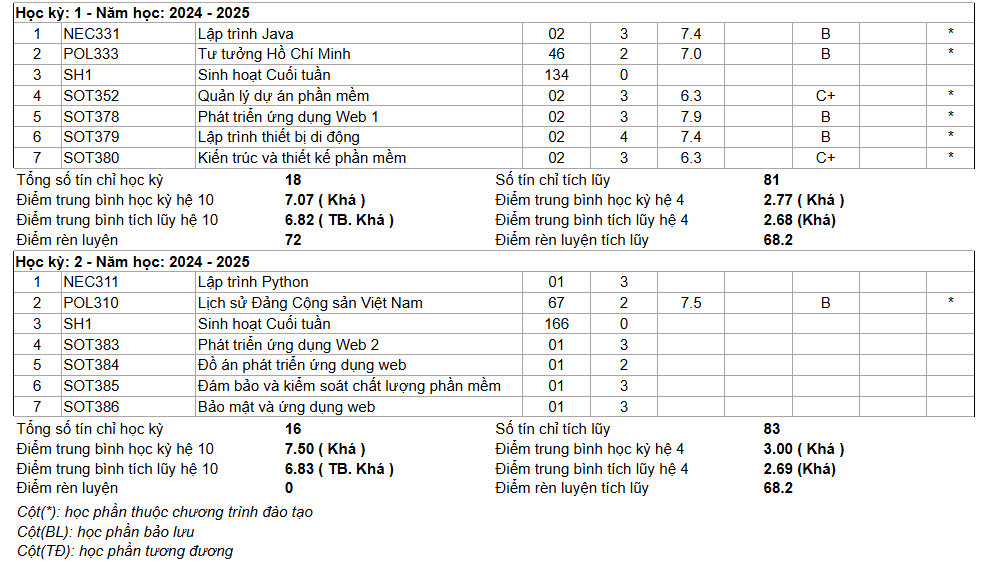 Học kỳ: 1 - Năm học: 2024 - 2025
1 NEC331 Lập trình Java 02 3 7.4 B *
2 POL333 Tư tưởng Hồ Chí Minh 46 2 7.0 B *
3 SH1 Sinh hoạt Cuối tuần 134 0
4 SOT352 Quản lý dự án phần mềm 02 3 6.3 C+ *
5 SOT378 Phát triển ứng dụng Web 1 02 3 7.9 B *
6 SOT379 Lập trình thiết bị di động 02 4 7.4 B *
7 SOT380 Kiến trúc và thiết kế phần mềm 02 3 6.3 C+ *
Tổng số tín chỉ học kỳ 18 Số tín chỉ tích lũy 81
Điểm trung bình học kỳ hệ 10 7.07 ( Khá ) Điểm trung bình học kỳ hệ 4 2.77 ( Khá )
Điểm trung bình tích lũy hệ 10 6.82 ( TB. Khá ) Điểm trung bình tích lũy hệ 4 2.68 (Khá)
Điểm rèn luyện 72 Điểm rèn luyện tích lũy 68.2
Học kỳ: 2 - Năm học: 2024 - 2025
1 NEC311 Lập trình Python 01 3
2 POL310 Lịch sử Đảng Cộng sản Việt Nam 67 2 7.5 B *
3 SH1 Sinh hoạt Cuối tuần 166 0
4 SOT383 Phát triển ứng dụng Web 2 01 3
5 SOT384 Đồ án phát triển ứng dụng web 01 2
6 SOT385 Đảm bảo và kiểm soát chất lượng phần mềm 01 3
7 SOT386 Bảo mật và ứng dụng web 01 3
Tổng số tín chỉ học kỳ 16 Số tín chỉ tích lũy 83
Điểm trung bình học kỳ hệ 10 7.50 ( Khá ) Điểm trung bình học kỳ hệ 4 3.00 ( Khá )
Điểm trung bình tích lũy hệ 10 6.83 ( TB. Khá ) Điểm trung bình tích lũy hệ 4 2.69 (Khá)
Điểm rèn luyện 0 Điểm rèn luyện tích lũy 68.2
Cột(*): học phần thuộc chương trình đào tạo
Cột(BL): học phần bảo lưu
Cột(TĐ): học phần tương đương